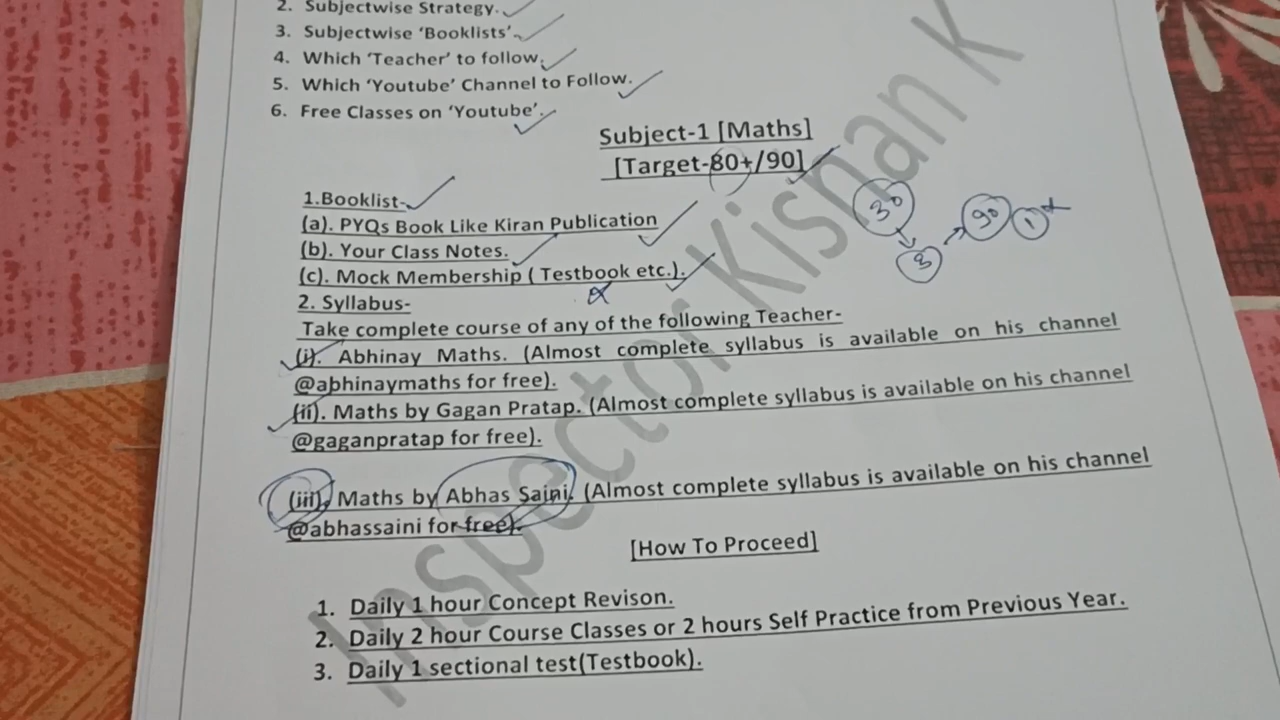 2. Subjectwise Strategy.
3. Subjectwise ‘Booklists’.
4. Which ‘Teacher’ to follow.
5. Which ‘Youtube’ Channel to Follow.
6. Free Classes on ‘Youtube’.
Subject-1 [Maths]
[Target-80+/90]
1.Booklist-
(a). PYQs Book Like Kiran Publication
(b). Your Class Notes.
(c). Mock Membership ( Testbook etc.).
30
3
90
1+
2. Syllabus-
Take complete course of any of the following Teacher-
(i). Abhinay Maths. (Almost complete syllabus is available on his channel
@abhinaymaths for free).
(ii). Maths by Gagan Pratap. (Almost complete syllabus is available on his channel
@gaganpratap for free).
(iii). Maths by Abhas Saini. (Almost complete syllabus is available on his channel
@abhassaini for free).
[How To Proceed]
1. Daily 1 hour Concept Revison.
2. Daily 2 hour Course Classes or 2 hours Self Practice from Previous Year.
3. Daily 1 sectional test(Testbook).
Inspector Kishan K